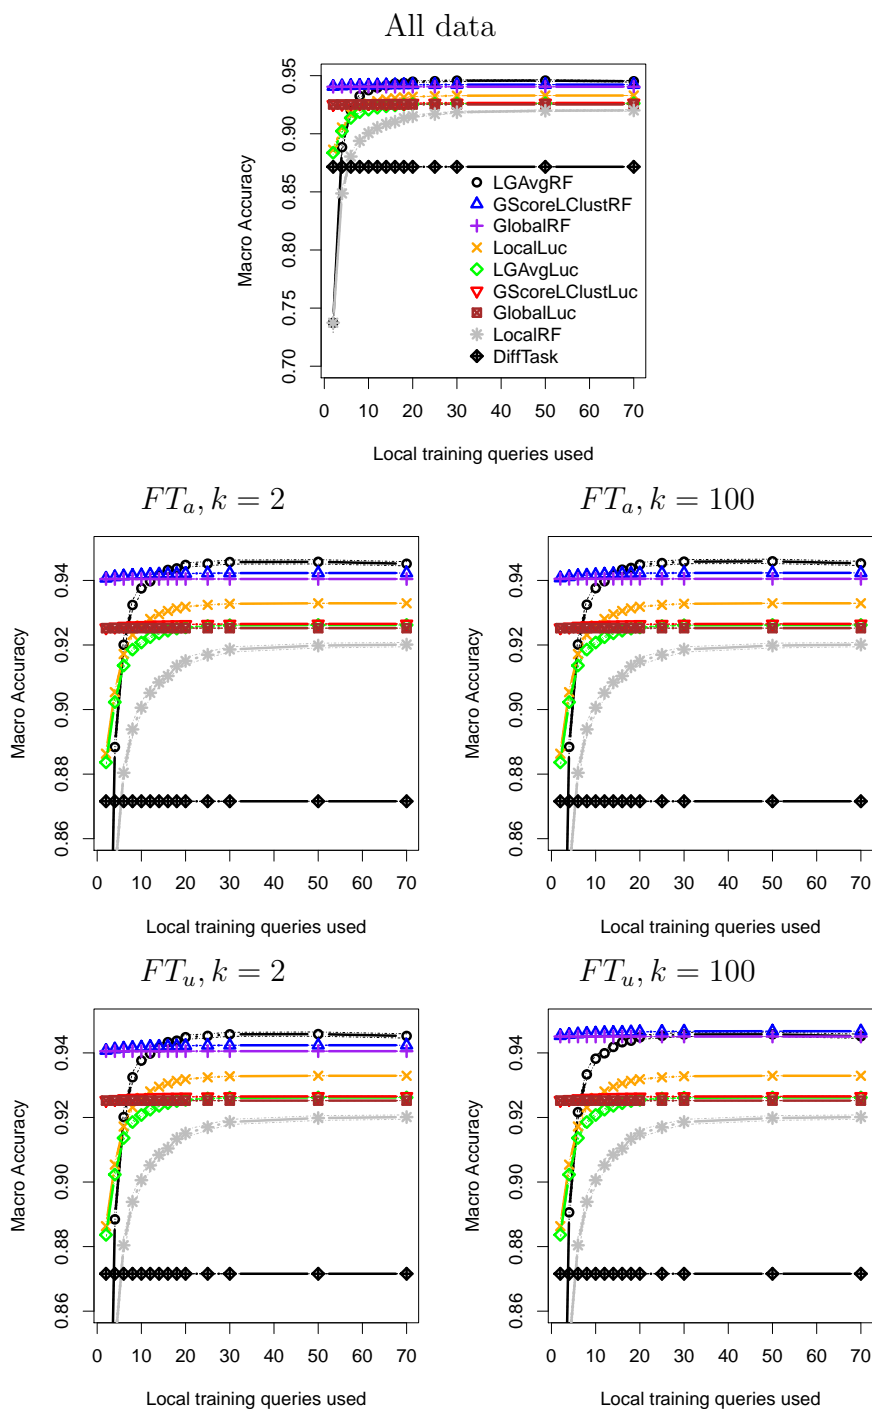 All data
Macro Accuracy
0.95
0.90
0.85
0.80
0.75
0.70
LGAvgRF
GScoreLClustRF
GlobalRF
LocalLuc
LGAvgLuc
GScoreLClustLuc
GlobalLuc
LocalRF
DiffTask
0 10 20 30 40 50 60 70
Local training queries used
FT_a, k = 2
Macro Accuracy
0.94
0.92
0.90
0.88
0.86
0 10 20 30 40 50 60 70
Local training queries used
FT_a, k = 100
Macro Accuracy
0.94
0.92
0.90
0.88
0.86
0 10 20 30 40 50 60 70
Local training queries used
FT_u, k = 2
Macro Accuracy
0.94
0.92
0.90
0.88
0.86
0 10 20 30 40 50 60 70
Local training queries used
FT_u, k = 100
Macro Accuracy
0.94
0.92
0.90
0.88
0.86
0 10 20 30 40 50 60 70
Local training queries used